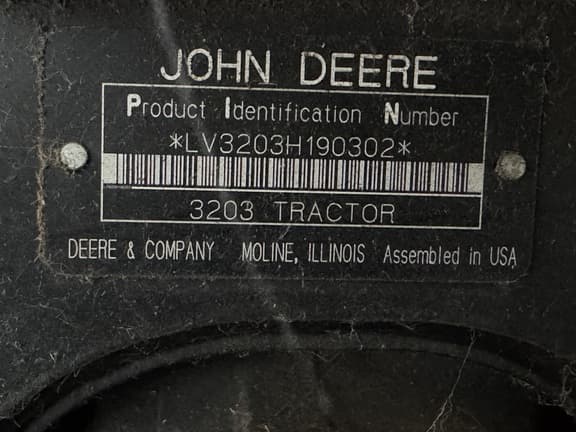 JOHN DEERE
Product Identification Number
*LV3203H190302*
3203 TRACTOR
DEERE & COMPANY MOLINE, ILLINOIS Assembled in USA